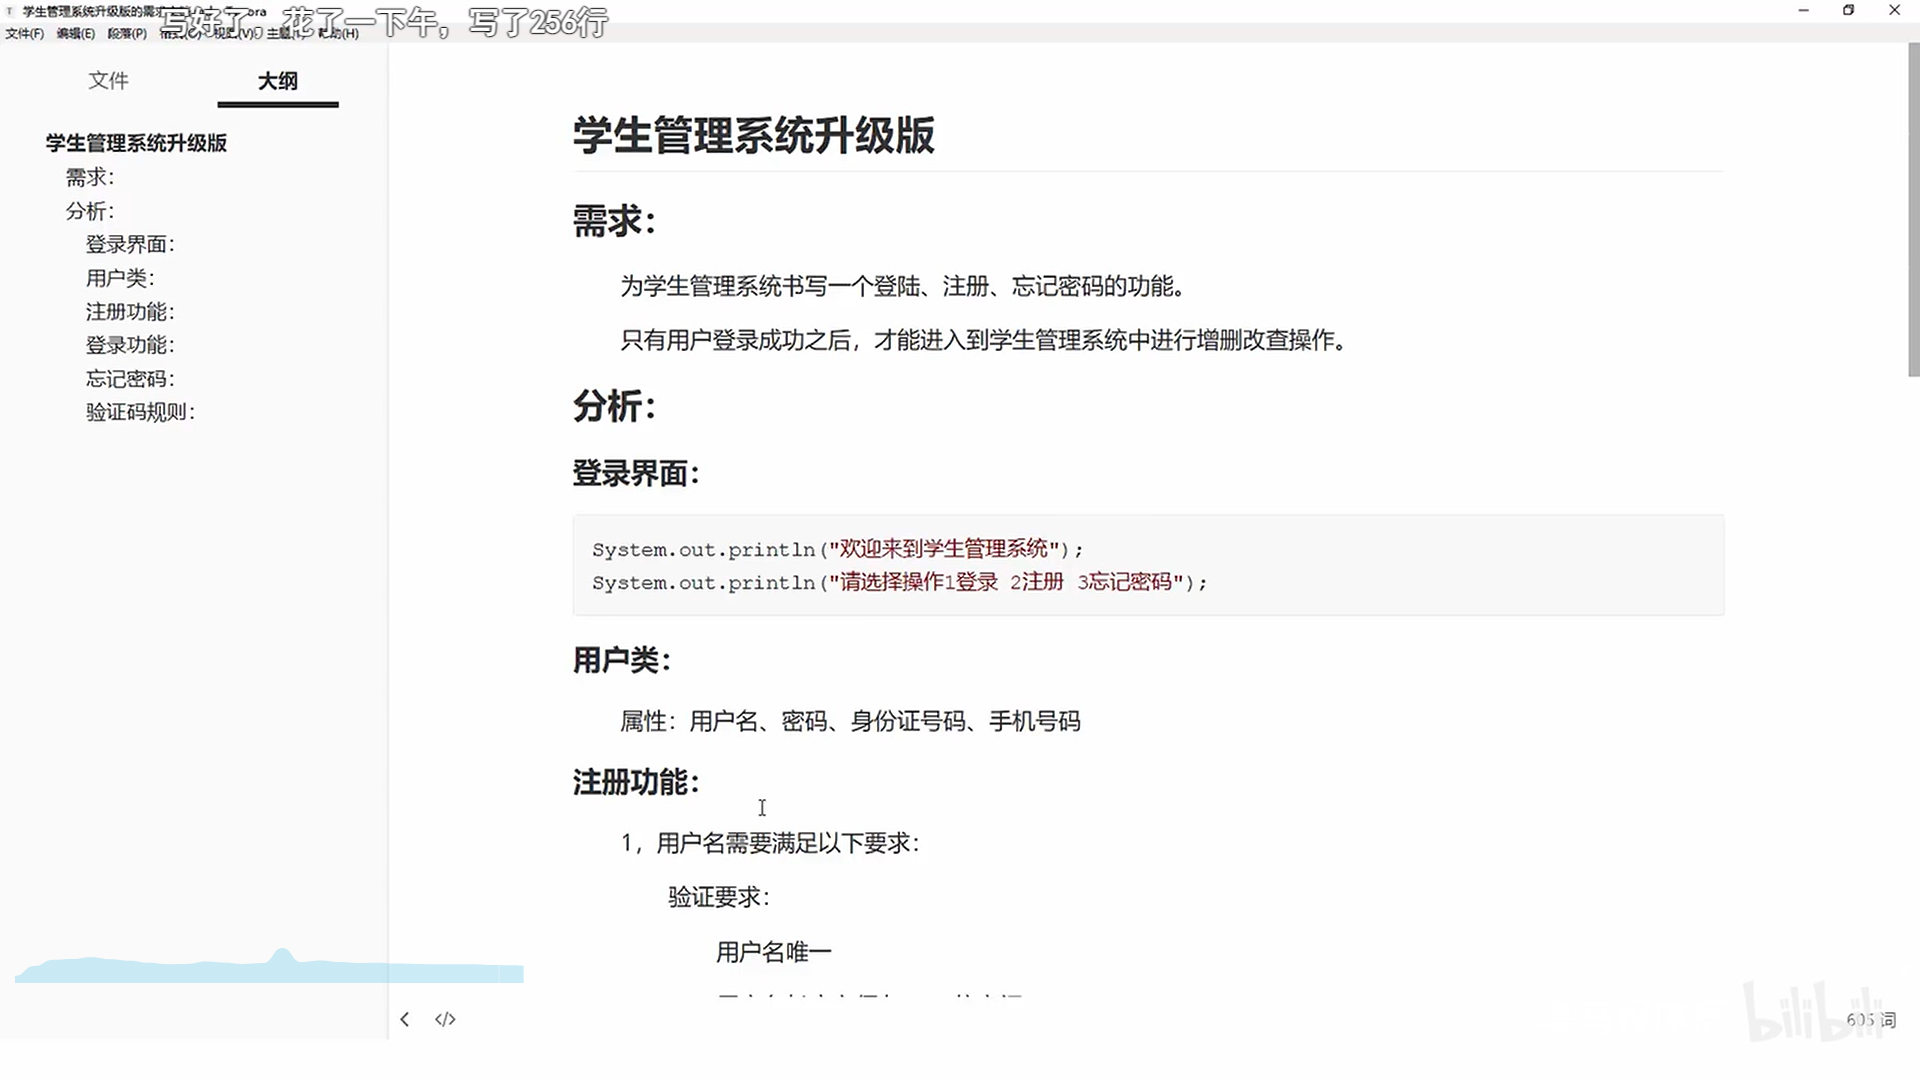 学生管理系统升级版的需求
写好了，花了一下午，写了256行
文件(F) 编辑(E) 段落(P) 格式(O) 视图(V) 主题(T) 帮助(H)
文件 大纲
学生管理系统升级版
需求：
分析：
登录界面：
用户类：
注册功能：
登录功能：
忘记密码：
验证码规则：
学生管理系统升级版
需求：
为学生管理系统书写一个登陆、注册、忘记密码的功能。
只有用户登录成功之后，才能进入到学生管理系统中进行增删改查操作。
分析：
登录界面：
System.out.println("欢迎来到学生管理系统");
System.out.println("请选择操作1登录 2注册 3忘记密码");
用户类：
属性：用户名、密码、身份证号码、手机号码
注册功能：
1，用户名需要满足以下要求：
验证要求：
用户名唯一
</>
605 词
bilibili